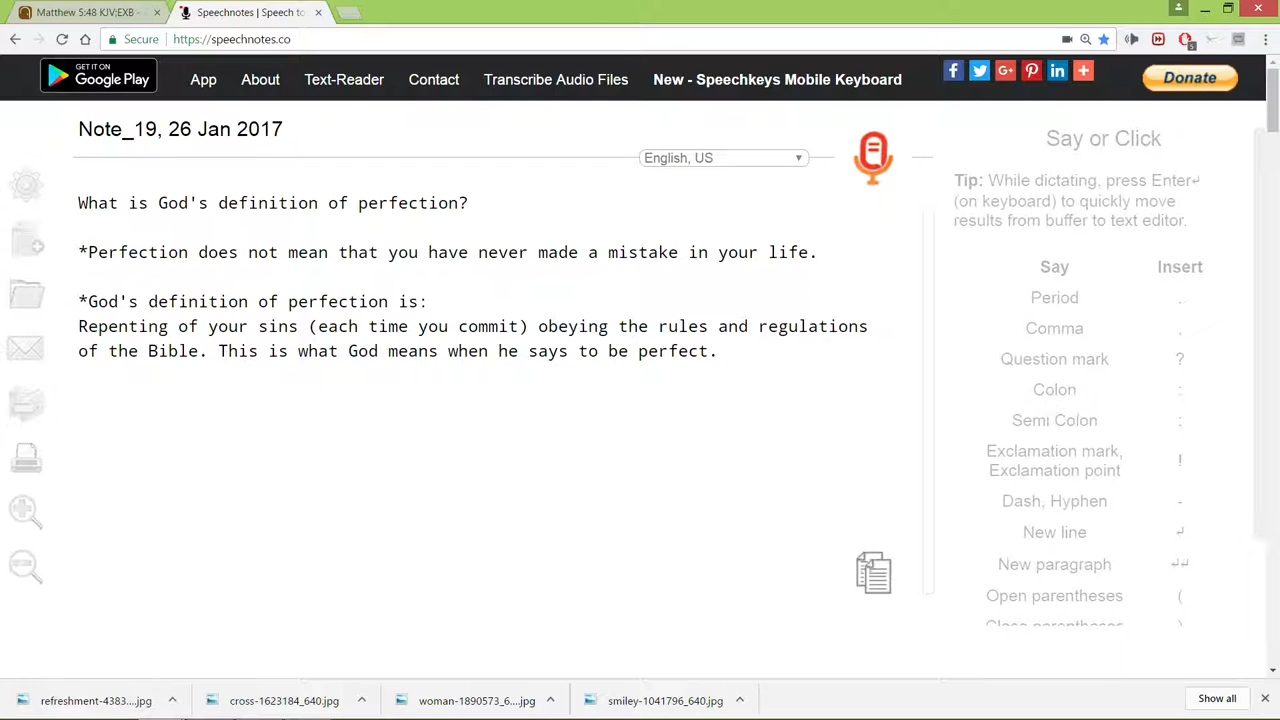 Matthew 5:48 KJV;EXB -
Speechnotes | Speech to
Secure https://speechnotes.co
5
GET IT ON
Google Play
App About Text-Reder Contact Transcribe Audio Files New - Speechkeys Mobile Keyboard
Donate
Note_19, 26 Jan 2017
English, US
What is God's definition of perfection?
*Perfection does not mean that you have never made a mistake in your life.
*God's definition of perfection is:
Repenting of your sins (each time you commit) obeying the rules and regulations
of the Bible. This is what God means when he says to be perfect.
Say or Click
Tip: While dictating, press Enter↵
(on keyboard) to quickly move
results from buffer to text editor.
Say Insert
Period .
Comma ,
Question mark ?
Colon :
Semi Colon ;
Exclamation mark,
Exclamation point !
Dash, Hyphen -
New line ↵
New paragraph ↵↵
Open parentheses (
Close parentheses )
refreshment-4383....jpg
cross-1623184_640.jpg
woman-1890573_6....jpg
smiley-1041796_640.jpg
Show all